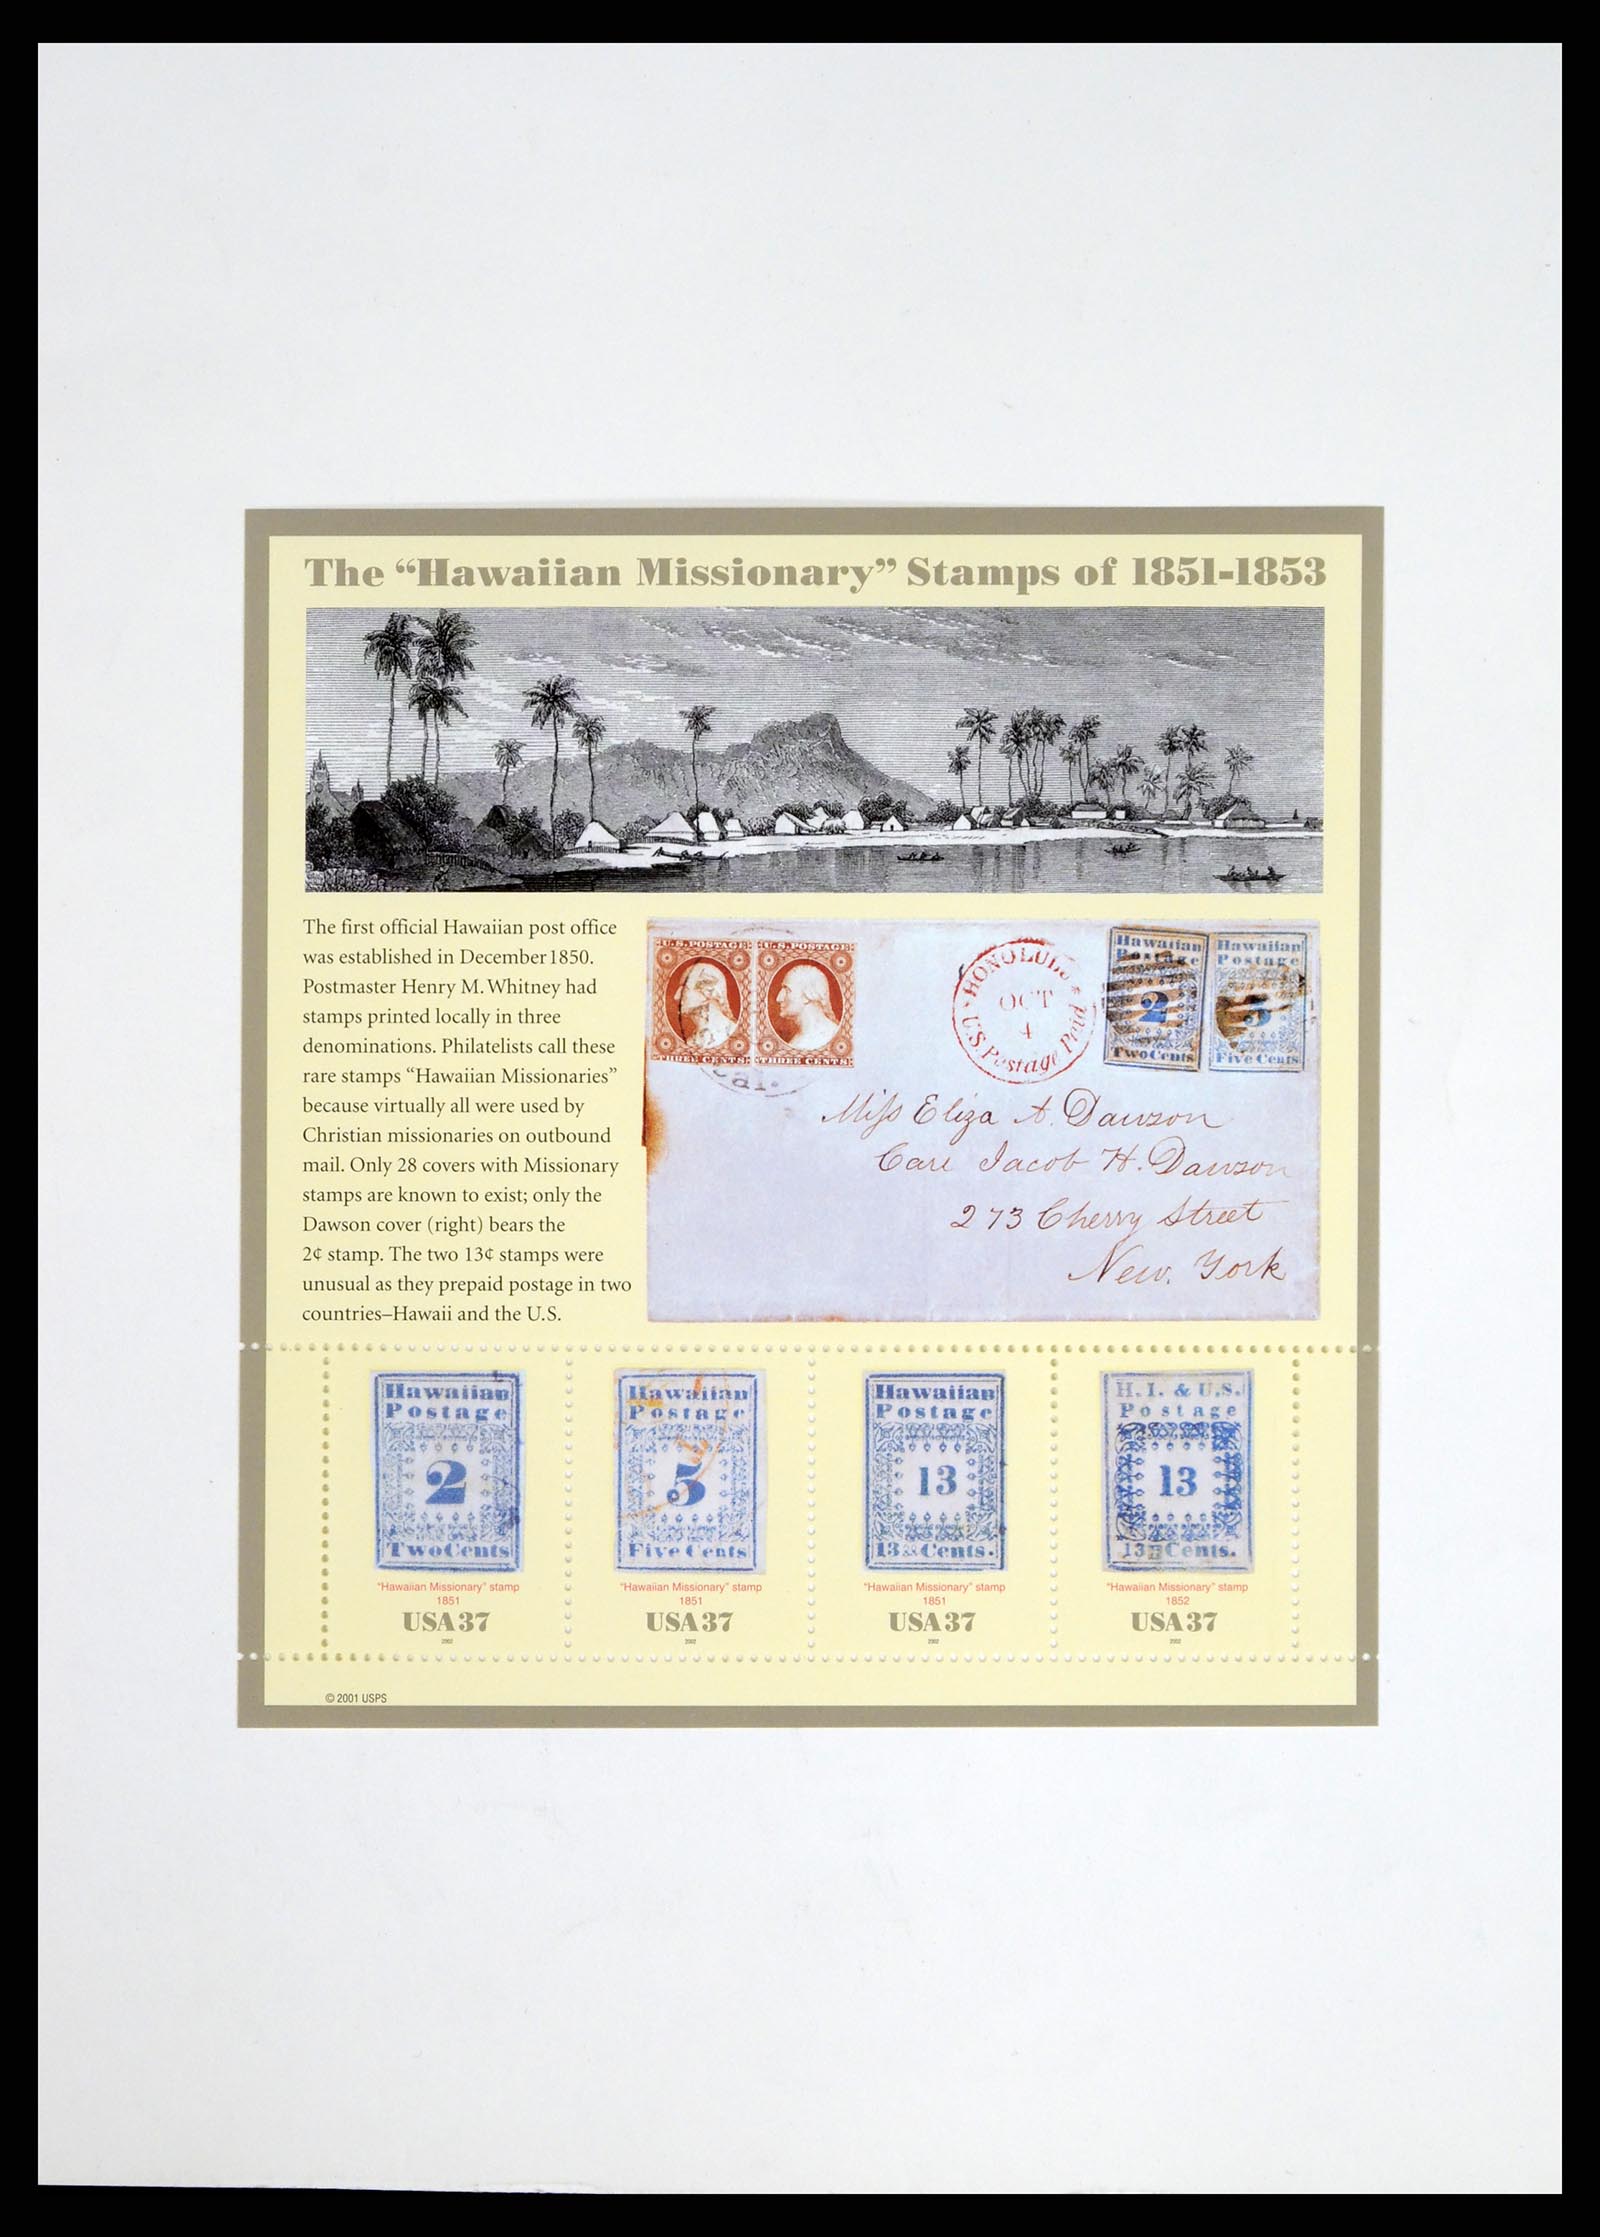 The “Hawaiian Missionary” Stamps of 1851-1853
The first official Hawaiian post office
was established in December 1850.
Postmaster Henry M. Whitney had
stamps printed locally in three
denominations. Philatelists call these
rare stamps “Hawaiian Missionaries”
because virtually all were used by
Christian missionaries on outbound
mail. Only 28 covers with Missionary
stamps are known to exist; only the
Dawson cover (right) bears the
2¢ stamp. The two 13¢ stamps were
unusual as they prepaid postage in two
countries–Hawaii and the U.S.
U.S. POSTAGE
THREE CENTS
U.S. POSTAGE
THREE CENTS
Cal.
HONOLULU
OCT
4
U.S. Postage Paid
Hawaiian
Postage
2
Two Cents
Hawaiian
Postage
5
Five Cents
Miss Eliza A. Dawson
Care Jacob H. Dawson
273 Cherry Street
New. York
Hawaiian
Postage
2
Two Cents
“Hawaiian Missionary” stamp
1851
USA 37
2002
Hawaiian
Postage
5
Five Cents
“Hawaiian Missionary” stamp
1851
USA 37
2002
Hawaiian
Postage
13
13 Cents.
“Hawaiian Missionary” stamp
1851
USA 37
2002
H.I. & U.S.
Postage
13
13 Cents.
“Hawaiian Missionary” stamp
1852
USA 37
2002
© 2001 USPS